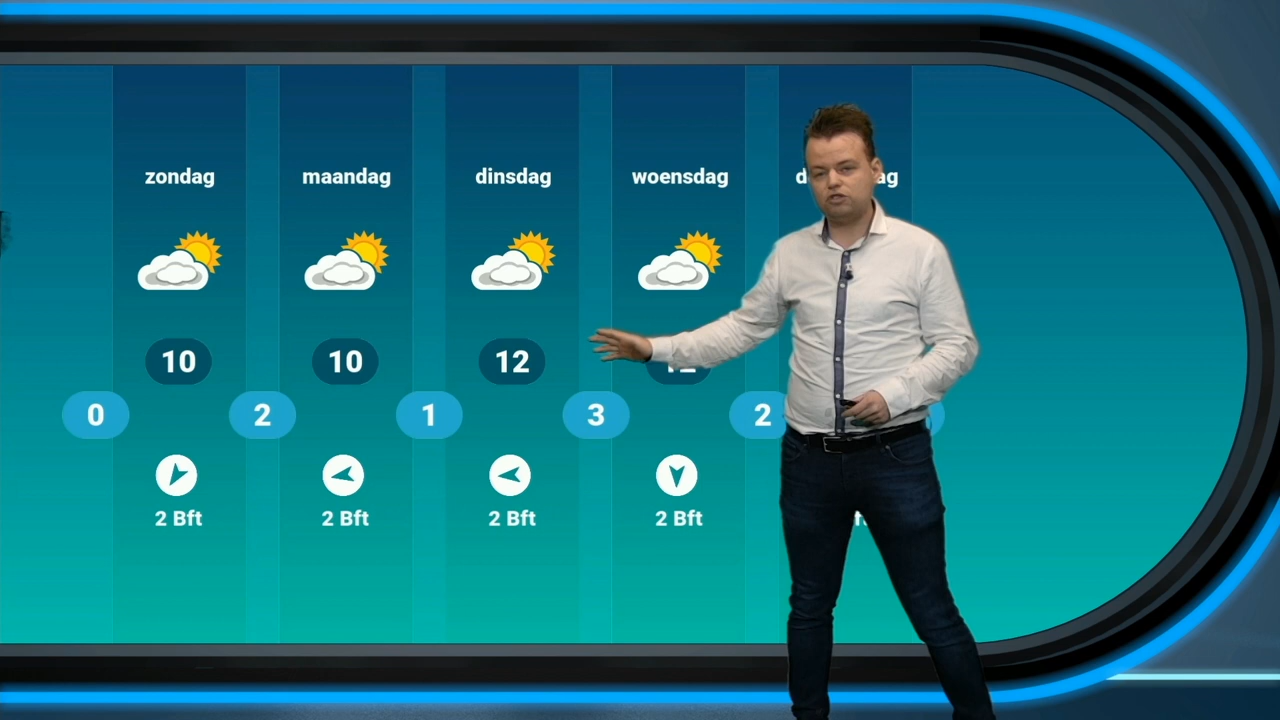 zondag maandag dinsdag woensdag
10 10 12
0 2 1 3 2
2 Bft 2 Bft 2 Bft 2 Bft